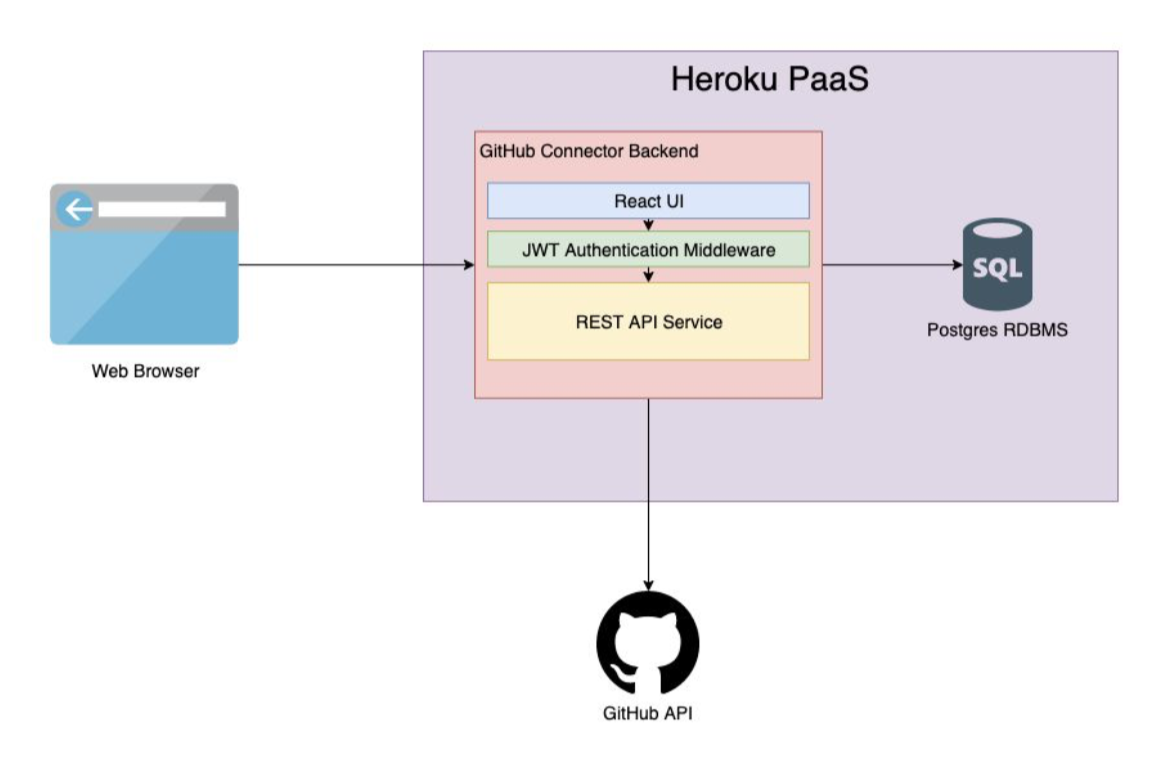 Heroku PaaS
GitHub Connector Backend
React UI
JWT Authentication Middleware
REST API Service
SQL
Postgres RDBMS
Web Browser
GitHub API